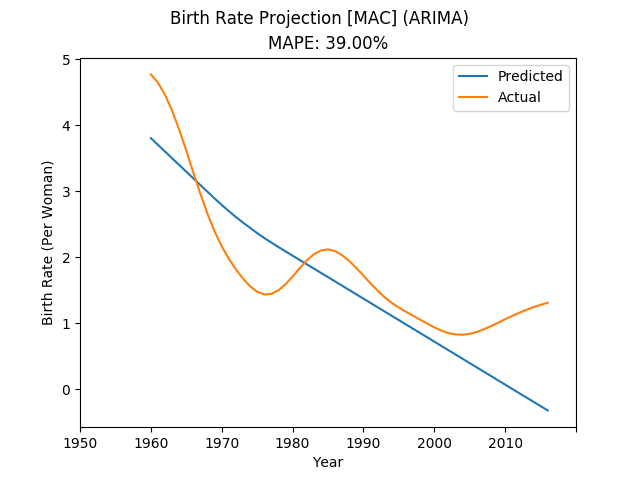 Birth Rate Projection [MAC] (ARIMA)
MAPE: 39.00%
Predicted
Actual
Birth Rate (Per Woman)
5
4
3
2
1
0
1950
1960
1970
1980
1990
2000
2010
Year